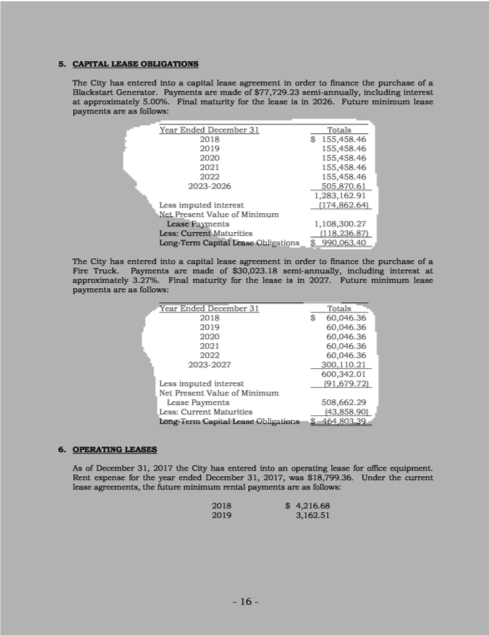 5. CAPITAL LEASE OBLIGATIONS
The City has entered into a capital lease agreement in order to finance the purchase of a
Blackstart Generator. Payments are made of $77,729.23 semi-annually, including interest
at approximately 5.00%. Final maturity for the lease is in 2026. Future minimum lease
payments are as follows:
Year Ended December 31 Totals
2018 $ 155,458.46
2019 155,458.46
2020 155,458.46
2021 155,458.46
2022 155,458.46
2023-2026 505,870.61
1,283,162.91
Less imputed interest (174,862.64)
Net Present Value of Minimum
Lease Payments 1,108,300.27
Less: Current Maturities (118,236.87)
Long-Term Capital Lease Obligations $ 990,063.40
The City has entered into a capital lease agreement in order to finance the purchase of a
Fire Truck. Payments are made of $30,023.18 semi-annually, including interest at
approximately 3.27%. Final maturity for the lease is in 2027. Future minimum lease
payments are as follows:
Year Ended December 31 Totals
2018 $ 60,046.36
2019 60,046.36
2020 60,046.36
2021 60,046.36
2022 60,046.36
2023-2027 300,110.21
600,342.01
Less imputed interest (91,679.72)
Net Present Value of Minimum
Lease Payments 508,662.29
Less: Current Maturities (43,858.90)
Long-Term Capital Lease Obligations $ 464,803.39
6. OPERATING LEASES
As of December 31, 2017 the City has entered into an operating lease for office equipment.
Rent expense for the year ended December 31, 2017, was $18,799.36. Under the current
lease agreements, the future minimum rental payments are as follows:
2018 $ 4,216.68
2019 3,162.51
- 16 -